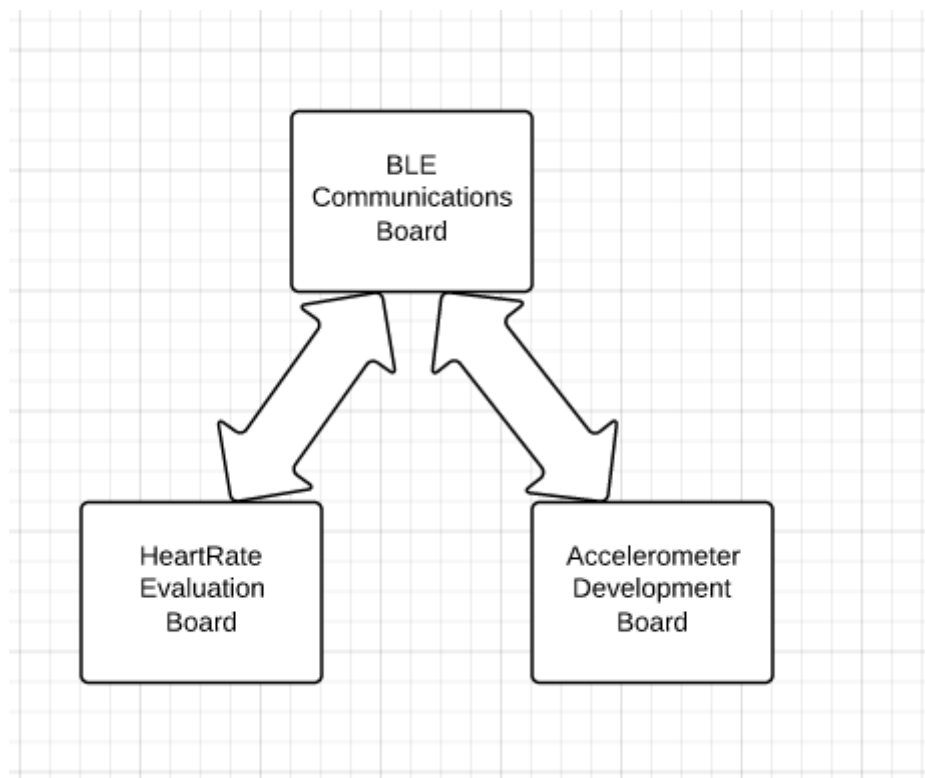 BLE
Communications
Board
HeartRate
Evaluation
Board
Accelerometer
Development
Board